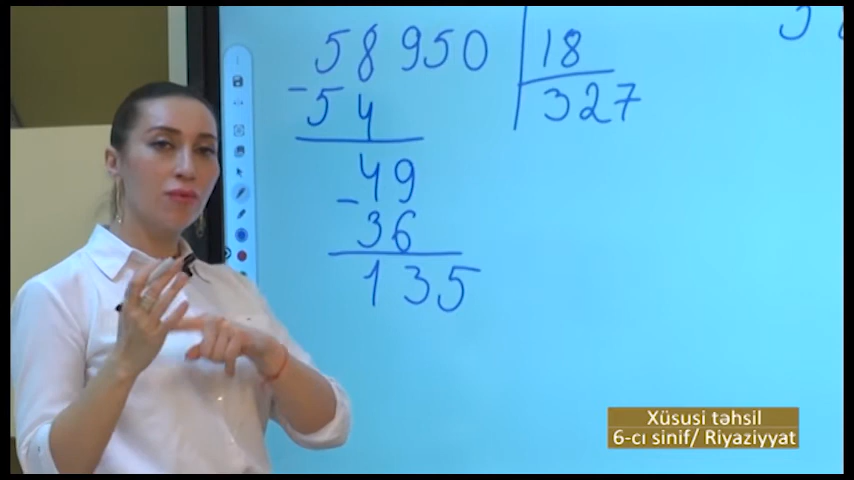 58950 18
-54 327
49
-36
135
Xüsusi təhsil
6-cı sinif/ Riyaziyyat